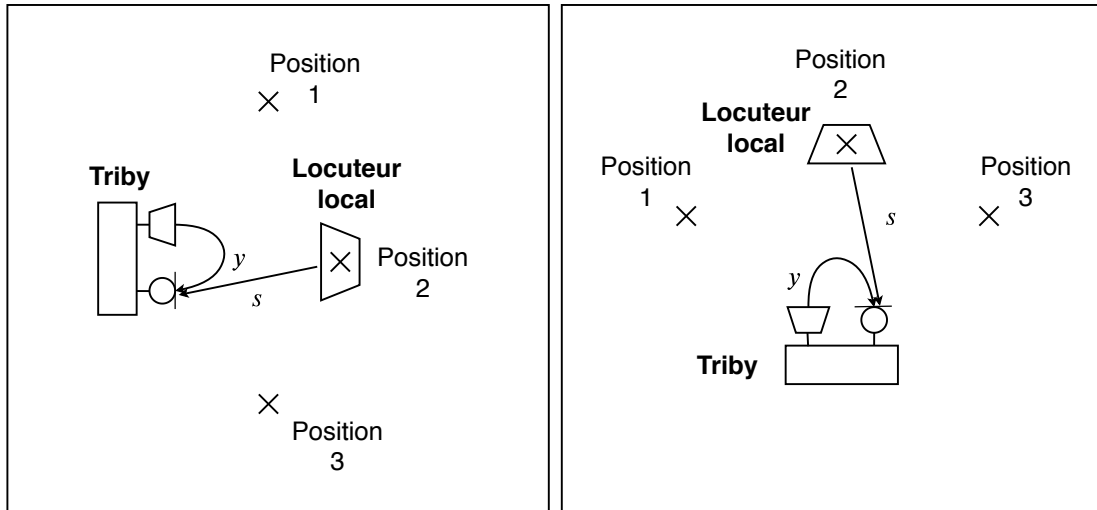 Position
1
Triby
Locuteur
local
y
s
Position
2
Position
3
Position
2
Locuteur
local
Position
1
Position
3
s
y
Triby